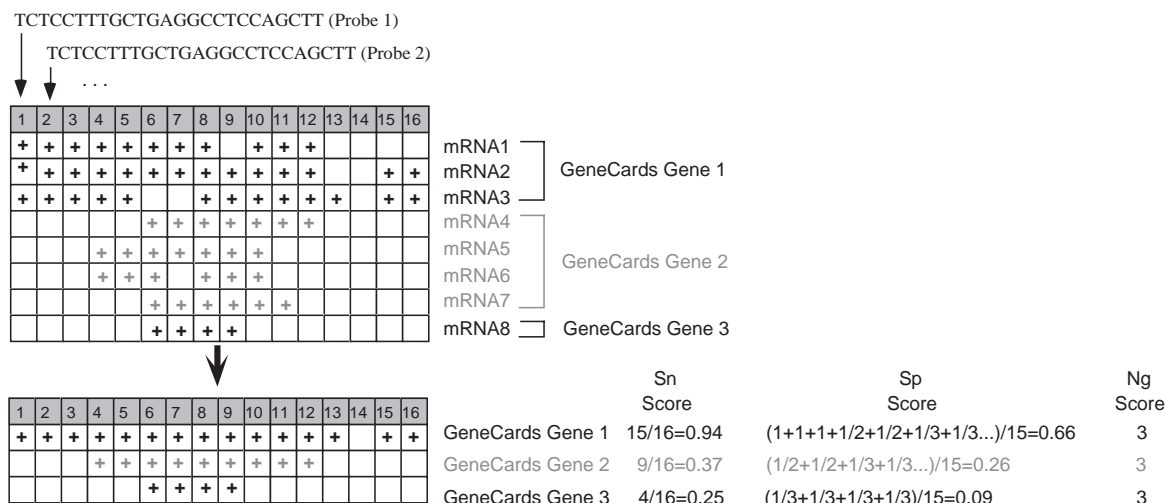 TCTCCTTTGCTGAGGCCTCCAGCTT (Probe 1)
TCTCCTTTGCTGAGGCCTCCAGCTT (Probe 2)
. . .
1 2 3 4 5 6 7 8 9 10 11 12 13 14 15 16
+ + + + + + + + + + + mRNA1
+ + + + + + + + + + + + + + mRNA2
GeneCards Gene 1
+ + + + + + + + + + + + + mRNA3
+ + + + + + + mRNA4
+ + + + + + + mRNA5
GeneCards Gene 2
+ + + + + + mRNA6
+ + + + + + mRNA7
+ + + + mRNA8 GeneCards Gene 3
Sn Score Sp Score Ng Score
1 2 3 4 5 6 7 8 9 10 11 12 13 14 15 16
+ + + + + + + + + + + + + + + GeneCards Gene 1 15/16=0.94 (1+1+1+1/2+1/2+1/3+1/3...)/15=0.66 3
+ + + + + + + + + GeneCards Gene 2 9/16=0.37 (1/2+1/2+1/3+1/3...)/15=0.26 3
+ + + + GeneCards Gene 3 4/16=0.25 (1/3+1/3+1/3+1/3)/15=0.09 3